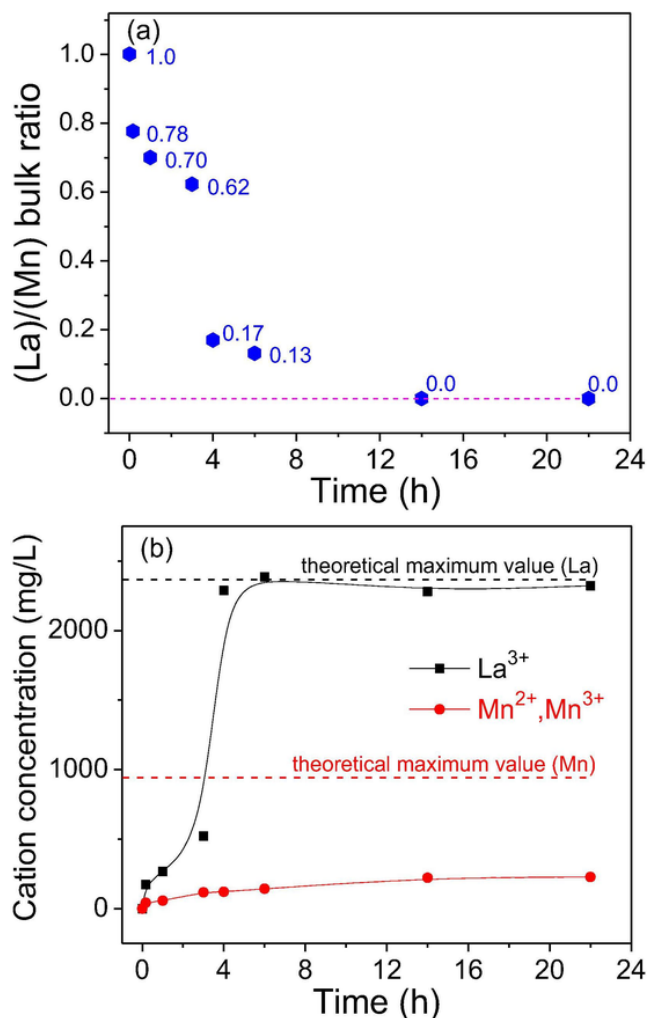 (a)
(La)/(Mn) bulk ratio
1.0
0.8
0.6
0.4
0.2
0.0
1.0
0.78
0.70
0.62
0.17
0.13
0.0
0.0
0 4 8 12 16 20 24
Time (h)
(b)
Cation concentration (mg/L)
2000
1000
0
theoretical maximum value (La)
La³⁺
Mn²⁺,Mn³⁺
theoretical maximum value (Mn)
0 4 8 12 16 20 24
Time (h)